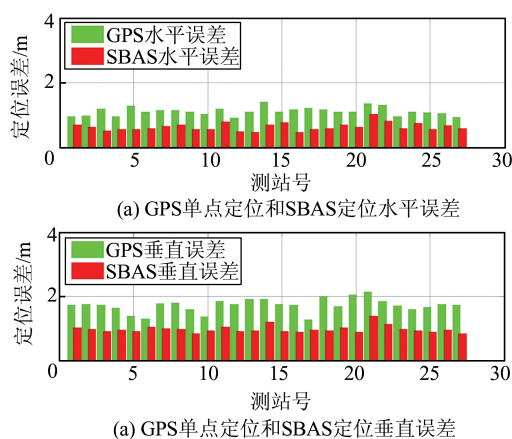 4
GPS水平误差
SBAS水平误差
2
0
定位误差/m
0 5 10 15 20 25 30
测站号
(a) GPS单点定位和SBAS定位水平误差
4
GPS垂直误差
SBAS垂直误差
2
0
定位误差/m
0 5 10 15 20 25 30
测站号
(a) GPS单点定位和SBAS定位垂直误差